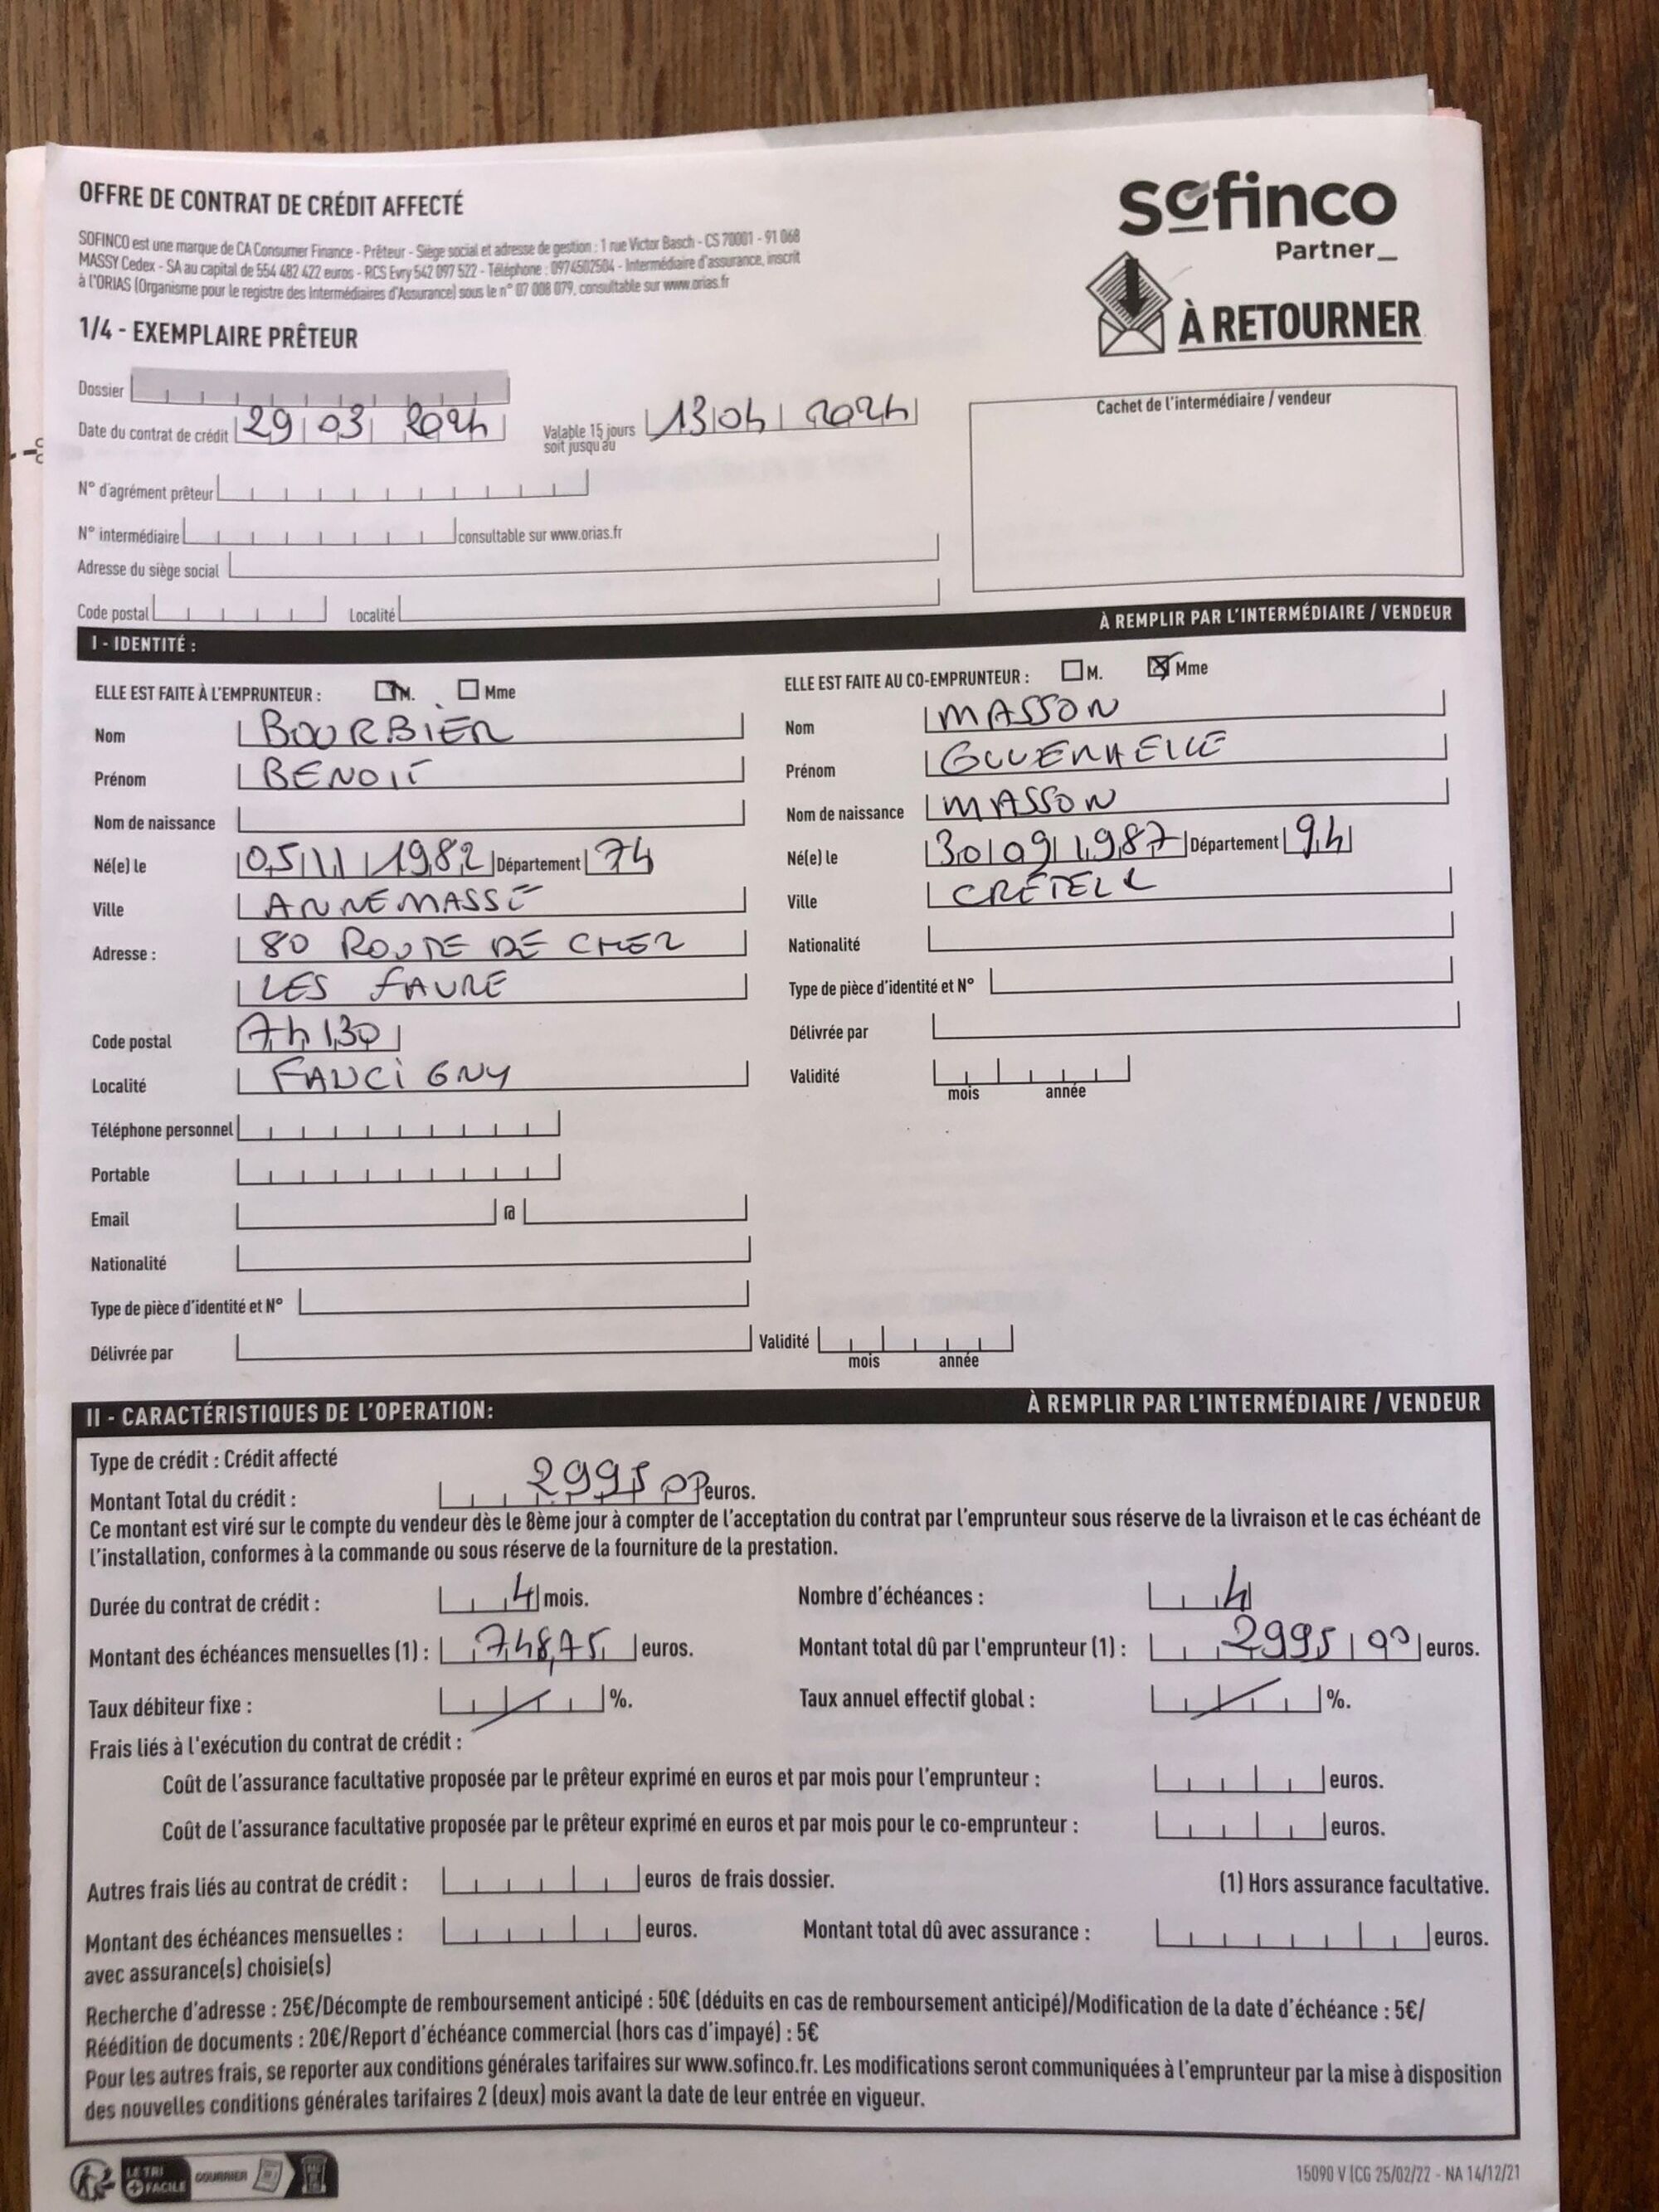 OFFRE DE CONTRAT DE CRÉDIT AFFECTÉ
SOFINCO est une marque de CA Consumer Finance - Prêteur - Siège social et adresse de gestion : 1 rue Victor Basch - CS 70001 - 91 068
MASSY Cedex - SA au capital de 554 482 422 euros - RCS Evry 542 097 522 - Téléphone : 0974502504 - Intermédiaire d'assurance, inscrit
à l'ORIAS (Organisme pour le registre des Intermédiaires d'Assurance) sous le n° 07 008 079, consultable sur www.orias.fr
sofinco
Partner_
À RETOURNER
1/4 - EXEMPLAIRE PRÊTEUR
Dossier
Date du contrat de crédit 29 03 2024 Valable 15 jours soit jusqu'au 13 04 2024
Cachet de l'intermédiaire / vendeur
N° d'agrément prêteur
N° intermédiaire consultable sur www.orias.fr
Adresse du siège social
Code postal Localité
I - IDENTITÉ : À REMPLIR PAR L'INTERMÉDIAIRE / VENDEUR
ELLE EST FAITE À L'EMPRUNTEUR : M. Mme
Nom BOURBIER
Prénom BENOIT
Nom de naissance
Né(e) le 05 11 1982 Département 74
Ville ANNEMASSE
Adresse : 80 ROUTE DE CHEZ
LES FAURE
Code postal 74130
Localité FAUCIGNY
Téléphone personnel
Portable
Email @
Nationalité
Type de pièce d'identité et N°
Délivrée par Validité mois année
ELLE EST FAITE AU CO-EMPRUNTEUR : M. Mme
Nom MASSON
Prénom
Nom de naissance MASSON
Né(e) le 30 09 1987 Département 94
Ville CRÉTEIL
Nationalité
Type de pièce d'identité et N°
Délivrée par
Validité mois année
II - CARACTÉRISTIQUES DE L'OPERATION: À REMPLIR PAR L'INTERMÉDIAIRE / VENDEUR
Type de crédit : Crédit affecté
Montant Total du crédit : 2995 00 euros.
Ce montant est viré sur le compte du vendeur dès le 8ème jour à compter de l'acceptation du contrat par l'emprunteur sous réserve de la livraison et le cas échéant de
l'installation, conformes à la commande ou sous réserve de la fourniture de la prestation.
Durée du contrat de crédit : 4 mois. Nombre d'échéances : 4
Montant des échéances mensuelles (1) : 748,75 euros. Montant total dû par l'emprunteur (1) : 2995 00 euros.
Taux débiteur fixe : %. Taux annuel effectif global : %.
Frais liés à l'exécution du contrat de crédit :
Coût de l'assurance facultative proposée par le prêteur exprimé en euros et par mois pour l'emprunteur : euros.
Coût de l'assurance facultative proposée par le prêteur exprimé en euros et par mois pour le co-emprunteur : euros.
Autres frais liés au contrat de crédit : euros de frais dossier. (1) Hors assurance facultative.
Montant des échéances mensuelles : euros. Montant total dû avec assurance : euros.
avec assurance(s) choisie(s)
Recherche d'adresse : 25€/Décompte de remboursement anticipé : 50€ (déduits en cas de remboursement anticipé)/Modification de la date d'échéance : 5€/
Réédition de documents : 20€/Report d'échéance commercial (hors cas d'impayé) : 5€
Pour les autres frais, se reporter aux conditions générales tarifaires sur www.sofinco.fr. Les modifications seront communiquées à l'emprunteur par la mise à disposition
des nouvelles conditions générales tarifaires 2 (deux) mois avant la date de leur entrée en vigueur.
LE TRI
+ FACILE
COURRIER
15090 V (CG 25/02/22 - NA 14/12/21